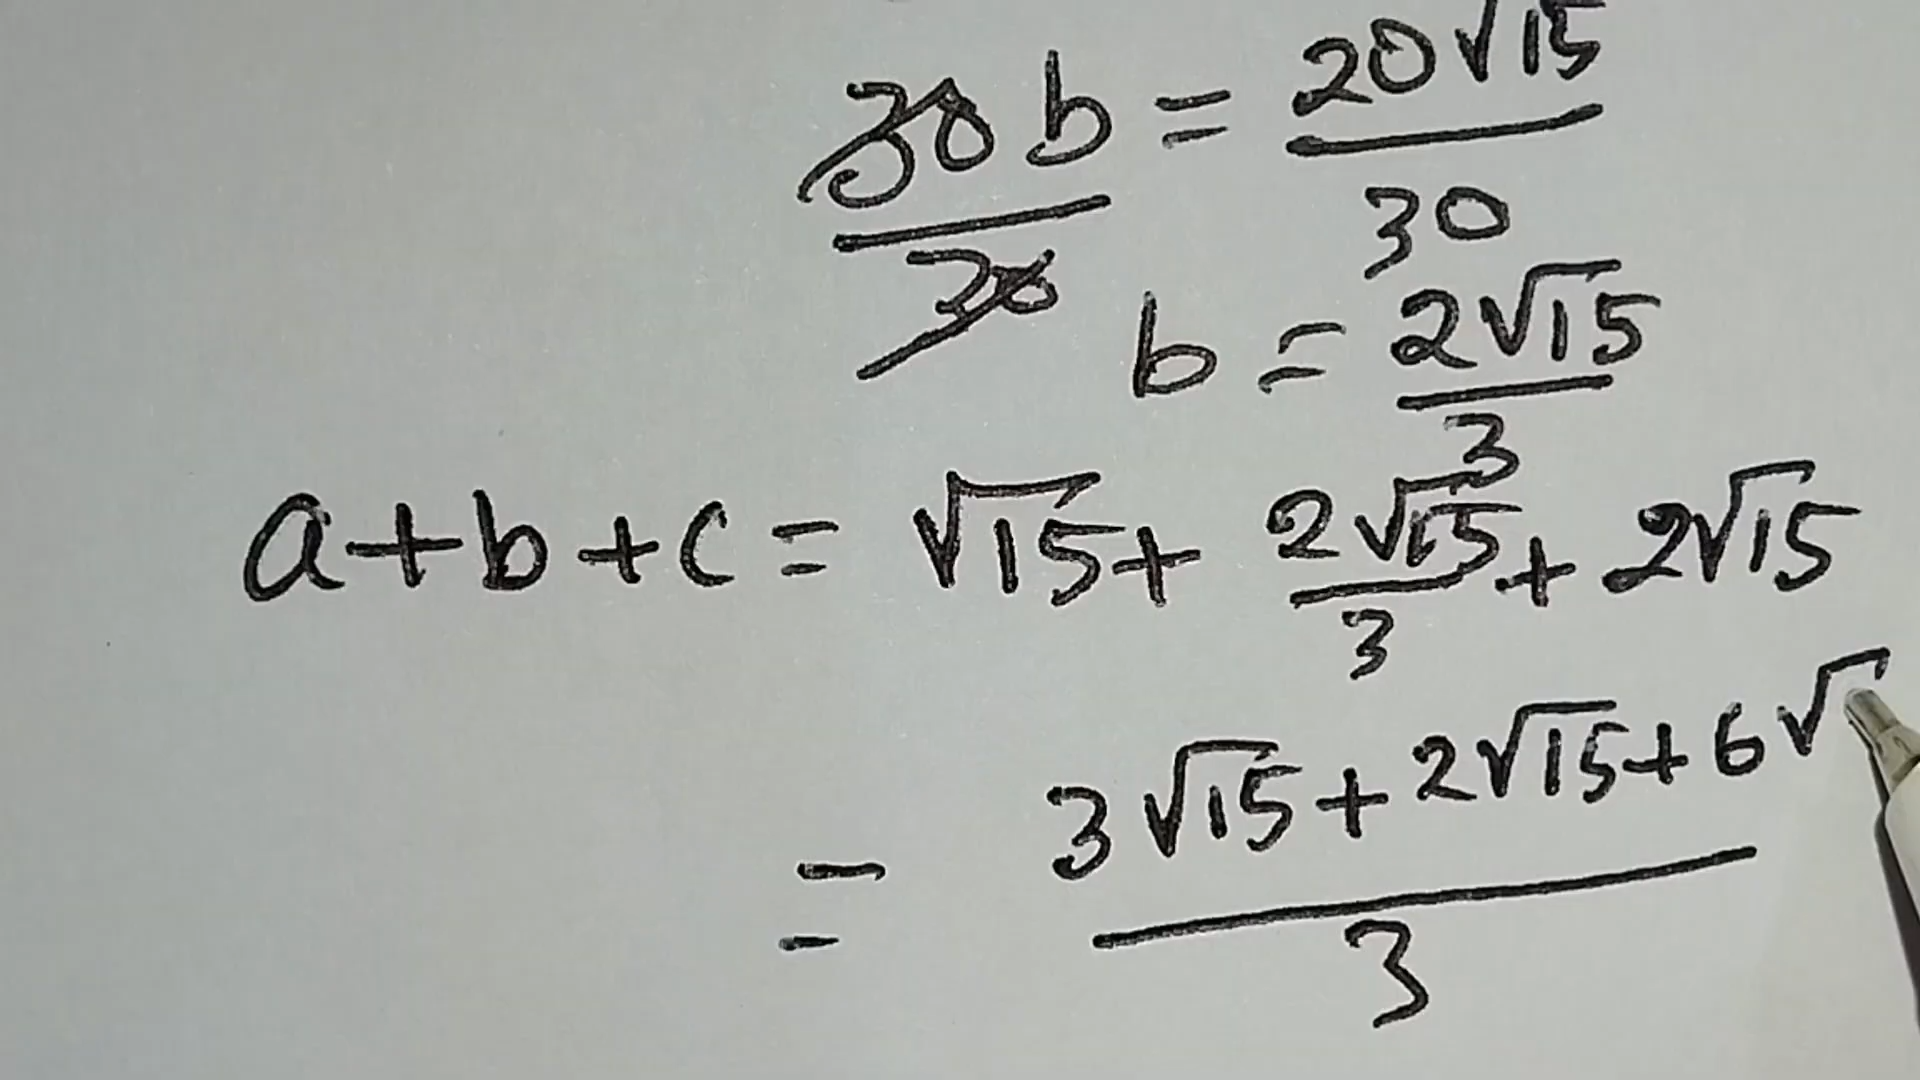 30b/30 = 20√15/30
b = 2√15/3
a+b+c = √15 + 2√15/3 + 2√15
= (3√15 + 2√15 + 6√)/3